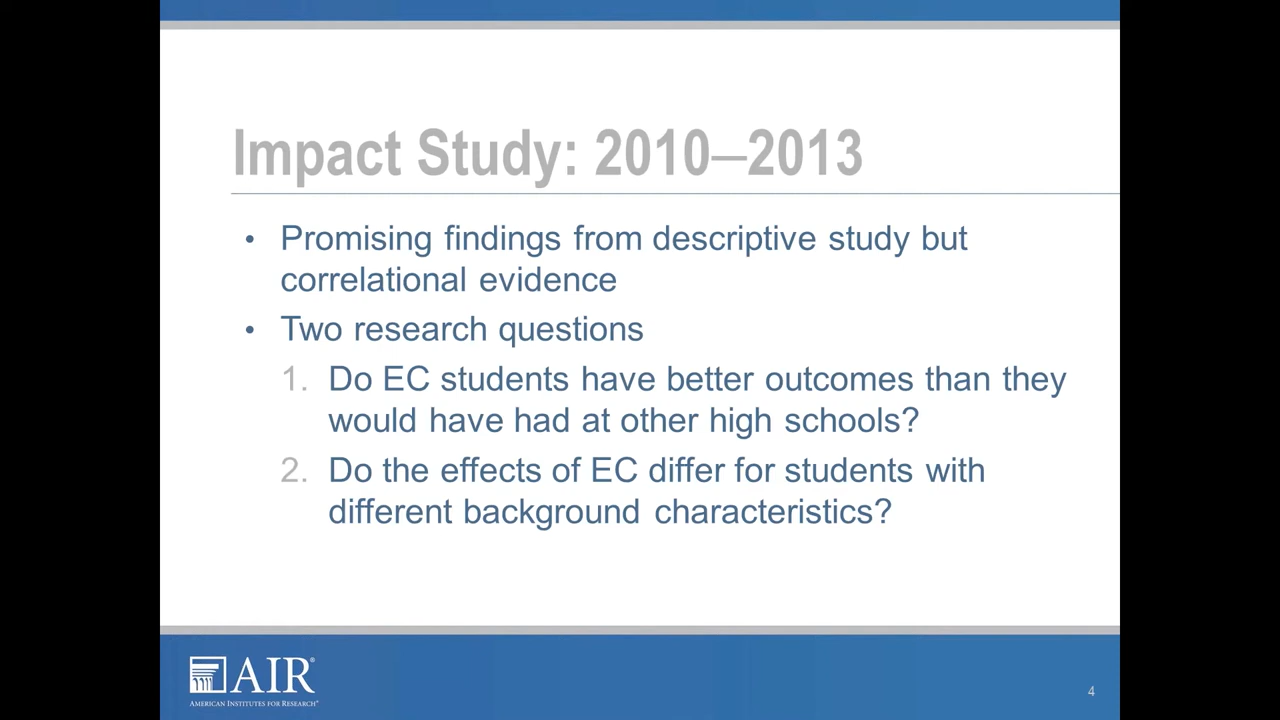 Impact Study: 2010–2013
• Promising findings from descriptive study but
correlational evidence
• Two research questions
1. Do EC students have better outcomes than they
would have had at other high schools?
2. Do the effects of EC differ for students with
different background characteristics?
AIR®
AMERICAN INSTITUTES FOR RESEARCH®
4